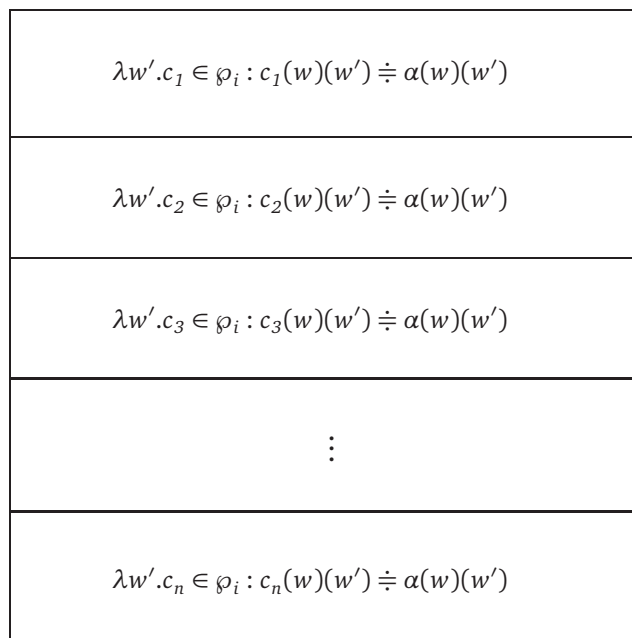 λw′.c₁ ∈ ℘ᵢ : c₁(w)(w′) ≑ α(w)(w′)
λw′.c₂ ∈ ℘ᵢ : c₂(w)(w′) ≑ α(w)(w′)
λw′.c₃ ∈ ℘ᵢ : c₃(w)(w′) ≑ α(w)(w′)
⋮
λw′.cₙ ∈ ℘ᵢ : cₙ(w)(w′) ≑ α(w)(w′)